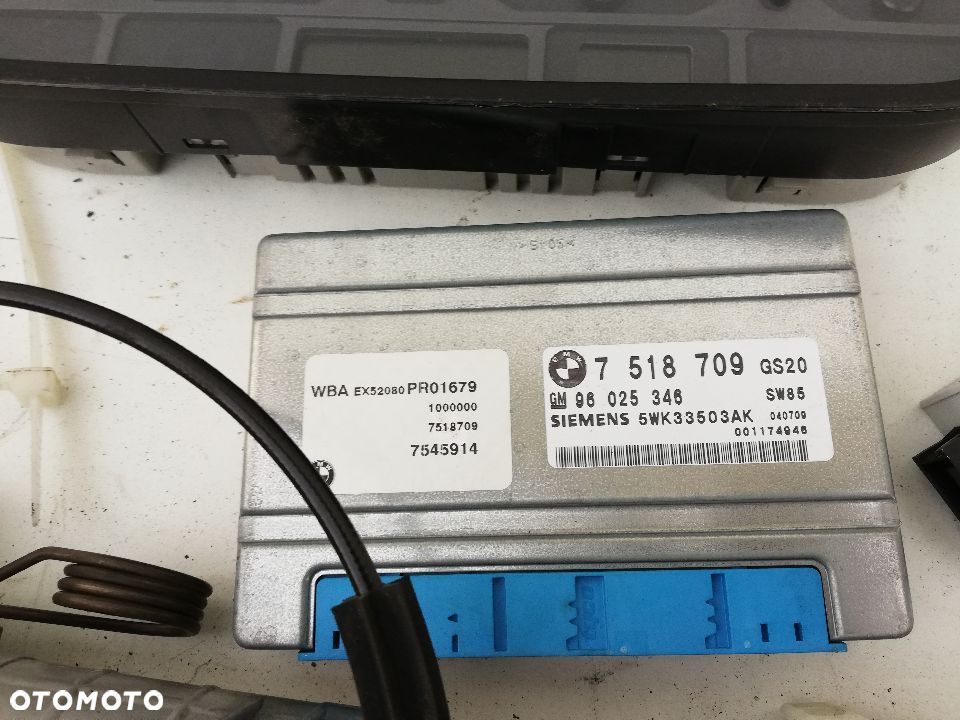 WBA EX52080 PR01679
1000000
7518709
7545914
BMW 7 518 709 GS20
GM 96 025 346 SW85
SIEMENS 5WK33503AK 040709
001174946
OTOMOTO